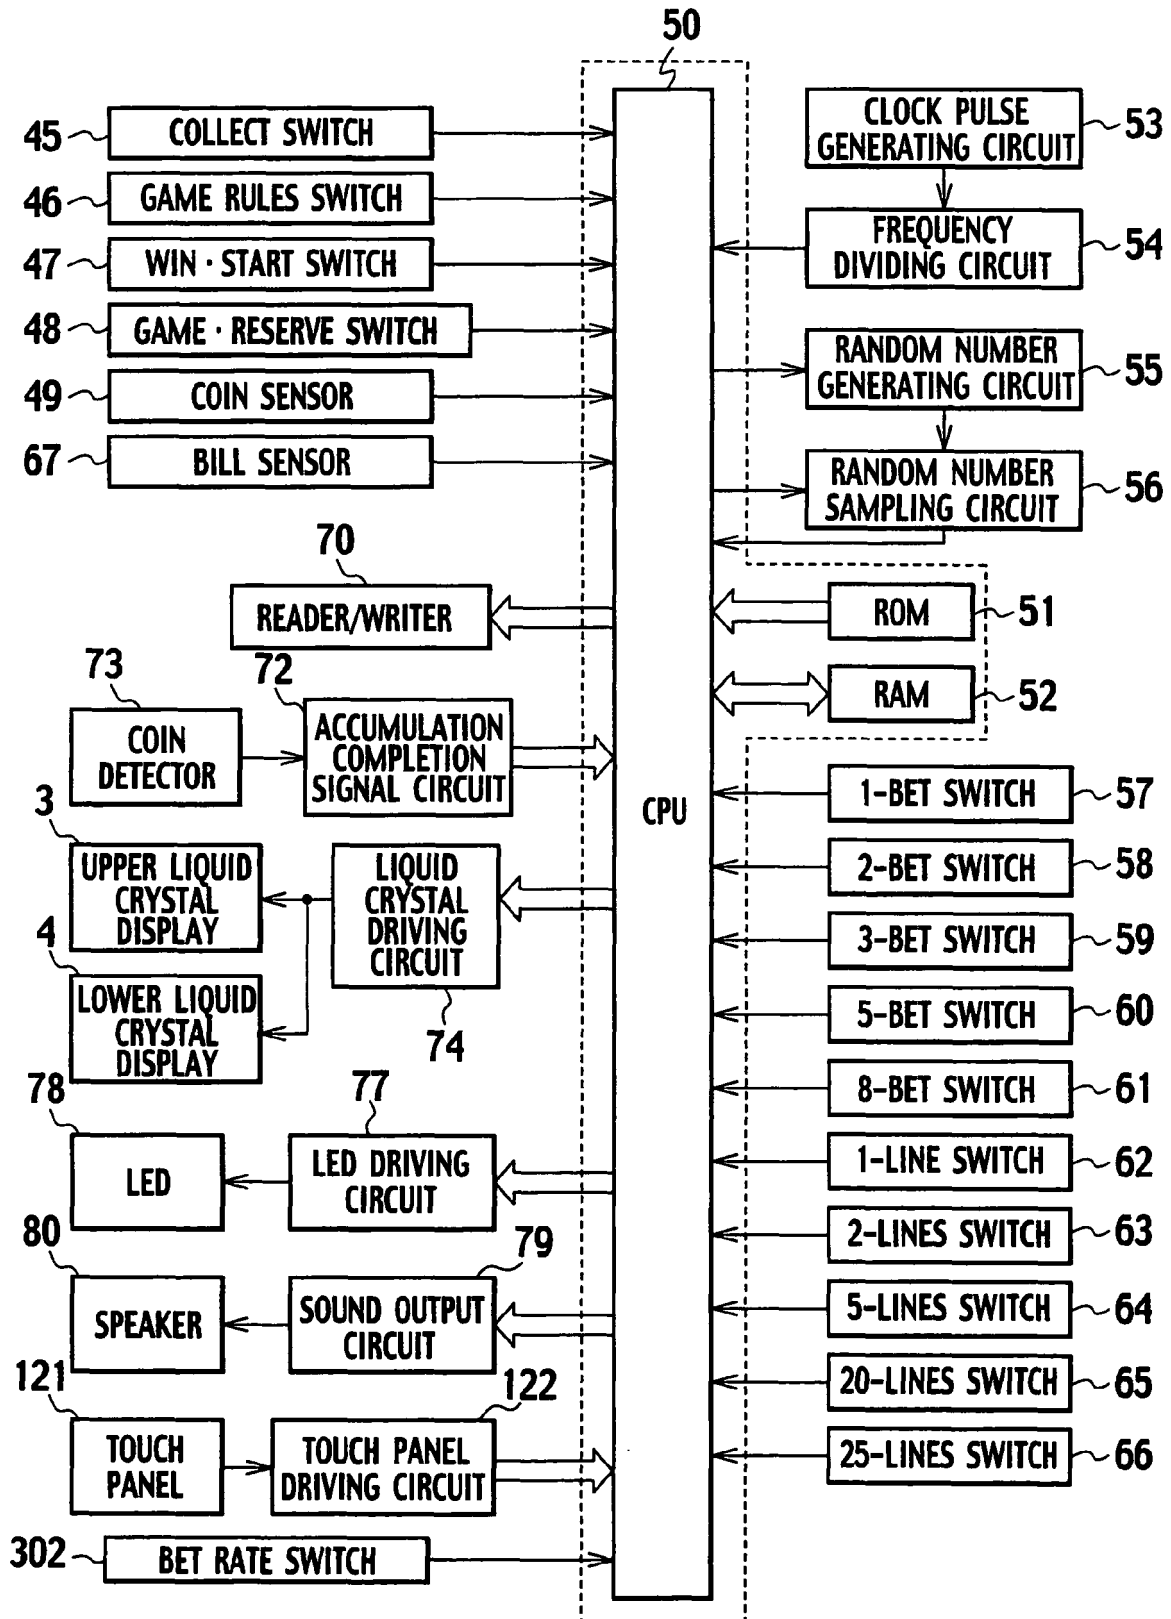 50
45
COLLECT SWITCH
46
GAME RULES SWITCH
47
WIN · START SWITCH
48
GAME · RESERVE SWITCH
49
COIN SENSOR
67
BILL SENSOR
70
READER/WRITER
73
COIN
DETECTOR
72
ACCUMULATION
COMPLETION
SIGNAL CIRCUIT
3
UPPER LIQUID
CRYSTAL
DISPLAY
4
LOWER LIQUID
CRYSTAL
DISPLAY
LIQUID
CRYSTAL
DRIVING
CIRCUIT
74
78
LED
77
LED DRIVING
CIRCUIT
80
SPEAKER
79
SOUND OUTPUT
CIRCUIT
121
TOUCH
PANEL
122
TOUCH PANEL
DRIVING CIRCUIT
302
BET RATE SWITCH
CPU
CLOCK PULSE
GENERATING CIRCUIT
53
FREQUENCY
DIVIDING CIRCUIT
54
RANDOM NUMBER
GENERATING CIRCUIT
55
RANDOM NUMBER
SAMPLING CIRCUIT
56
ROM
51
RAM
52
1-BET SWITCH
57
2-BET SWITCH
58
3-BET SWITCH
59
5-BET SWITCH
60
8-BET SWITCH
61
1-LINE SWITCH
62
2-LINES SWITCH
63
5-LINES SWITCH
64
20-LINES SWITCH
65
25-LINES SWITCH
66